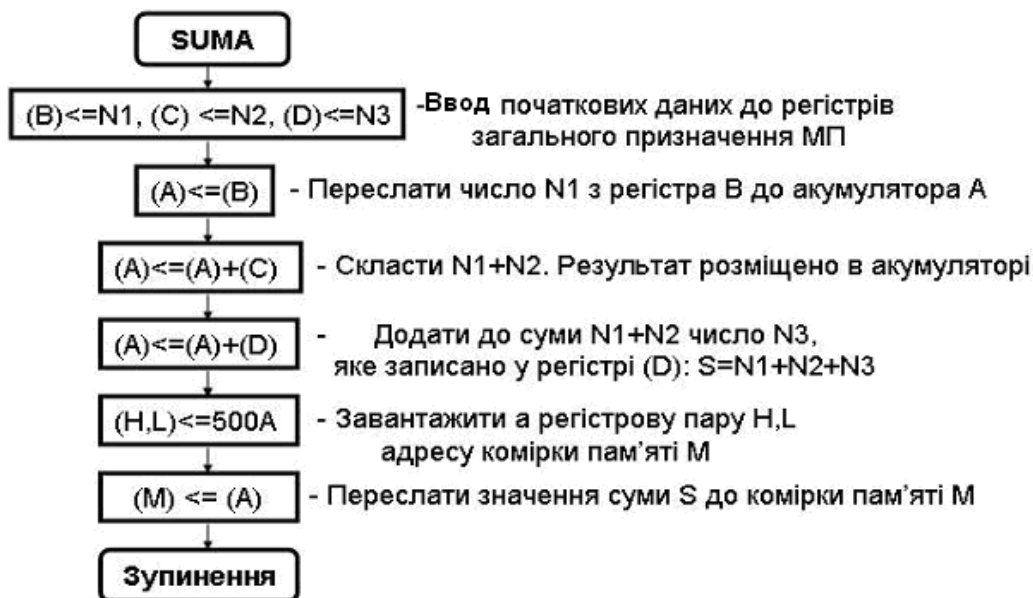 SUMA
(B)<=N1, (C) <=N2, (D)<=N3
-Ввод початкових даних до регістрів
загального призначення МП
(A)<=(B)
- Переслати число N1 з регістра В до акумулятора А
(A)<=(A)+(C)
- Скласти N1+N2. Результат розміщено в акумуляторі
(A)<=(A)+(D)
- Додати до суми N1+N2 число N3,
яке записано у регістрі (D): S=N1+N2+N3
(H,L)<=500A
- Завантажити а регістрову пару H,L
адресу комірки пам'яті М
(M) <= (A)
- Переслати значення суми S до комірки пам'яті М
Зупинення